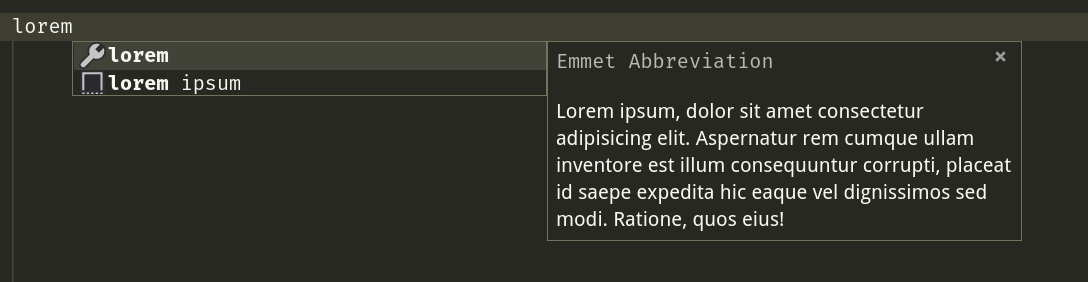 lorem
lorem
lorem ipsum
Emmet Abbreviation
Lorem ipsum, dolor sit amet consectetur
adipisicing elit. Aspernatur rem cumque ullam
inventore est illum consequuntur corrupti, placeat
id saepe expedita hic eaque vel dignissimos sed
modi. Ratione, quos eius!